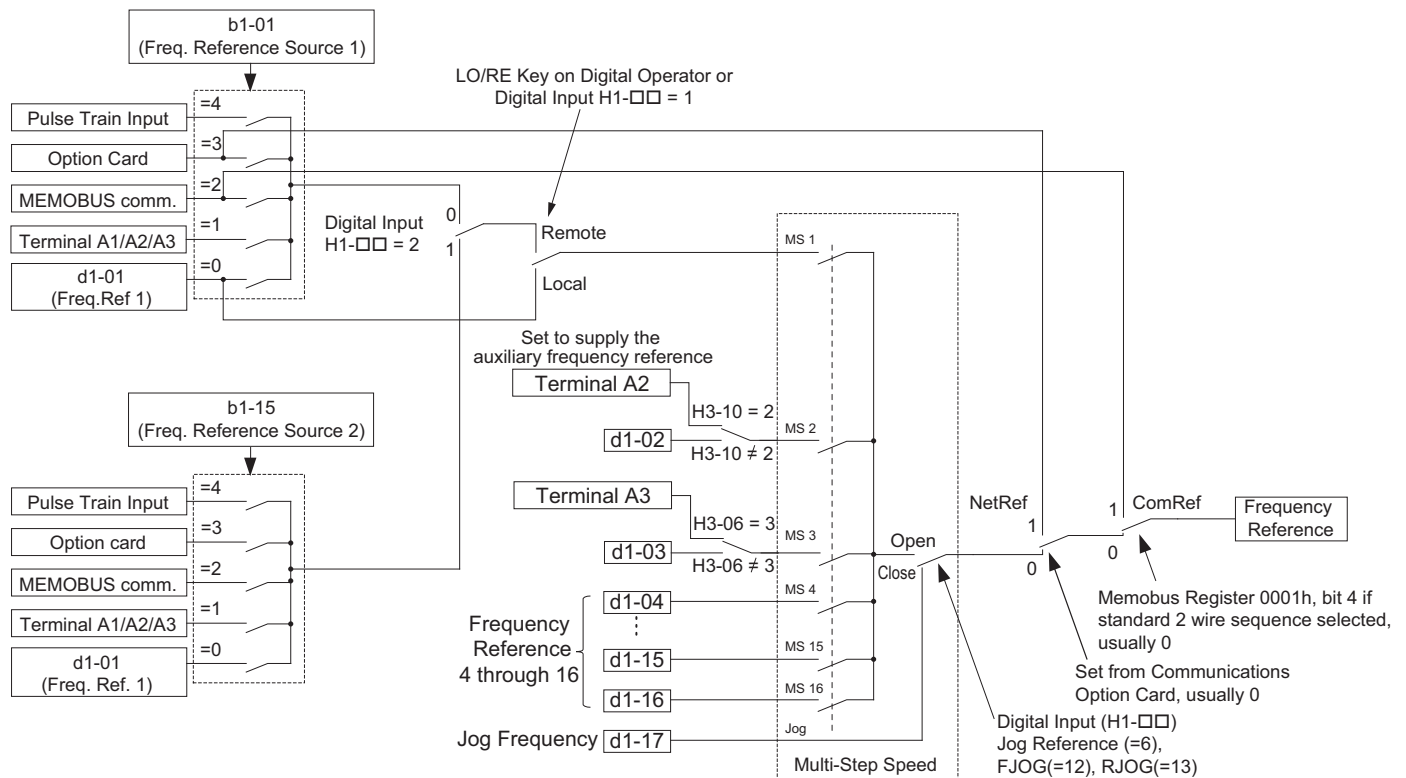 b1-01
(Freq. Reference Source 1)
=4
Pulse Train Input
=3
Option Card
=2
MEMOBUS comm.
=1
Terminal A1/A2/A3
=0
d1-01
(Freq.Ref 1)
LO/RE Key on Digital Operator or
Digital Input H1-□□ = 1
Digital Input
H1-□□ = 2
0
1
Remote
Local
b1-15
(Freq. Reference Source 2)
=4
Pulse Train Input
=3
Option card
=2
MEMOBUS comm.
=1
Terminal A1/A2/A3
=0
d1-01
(Freq. Ref. 1)
MS 1
Set to supply the
auxiliary frequency reference
Terminal A2
H3-10 = 2
d1-02
H3-10 ≠ 2
MS 2
Terminal A3
H3-06 = 3
d1-03
H3-06 ≠ 3
MS 3
Frequency
Reference
4 through 16
d1-04
MS 4
d1-15
MS 15
d1-16
MS 16
Jog Frequency
d1-17
Jog
Multi-Step Speed
Open
Close
NetRef
1
0
1
0
ComRef
Frequency
Reference
Memobus Register 0001h, bit 4 if
standard 2 wire sequence selected,
usually 0
Set from Communications
Option Card, usually 0
Digital Input (H1-□□)
Jog Reference (=6),
FJOG(=12), RJOG(=13)